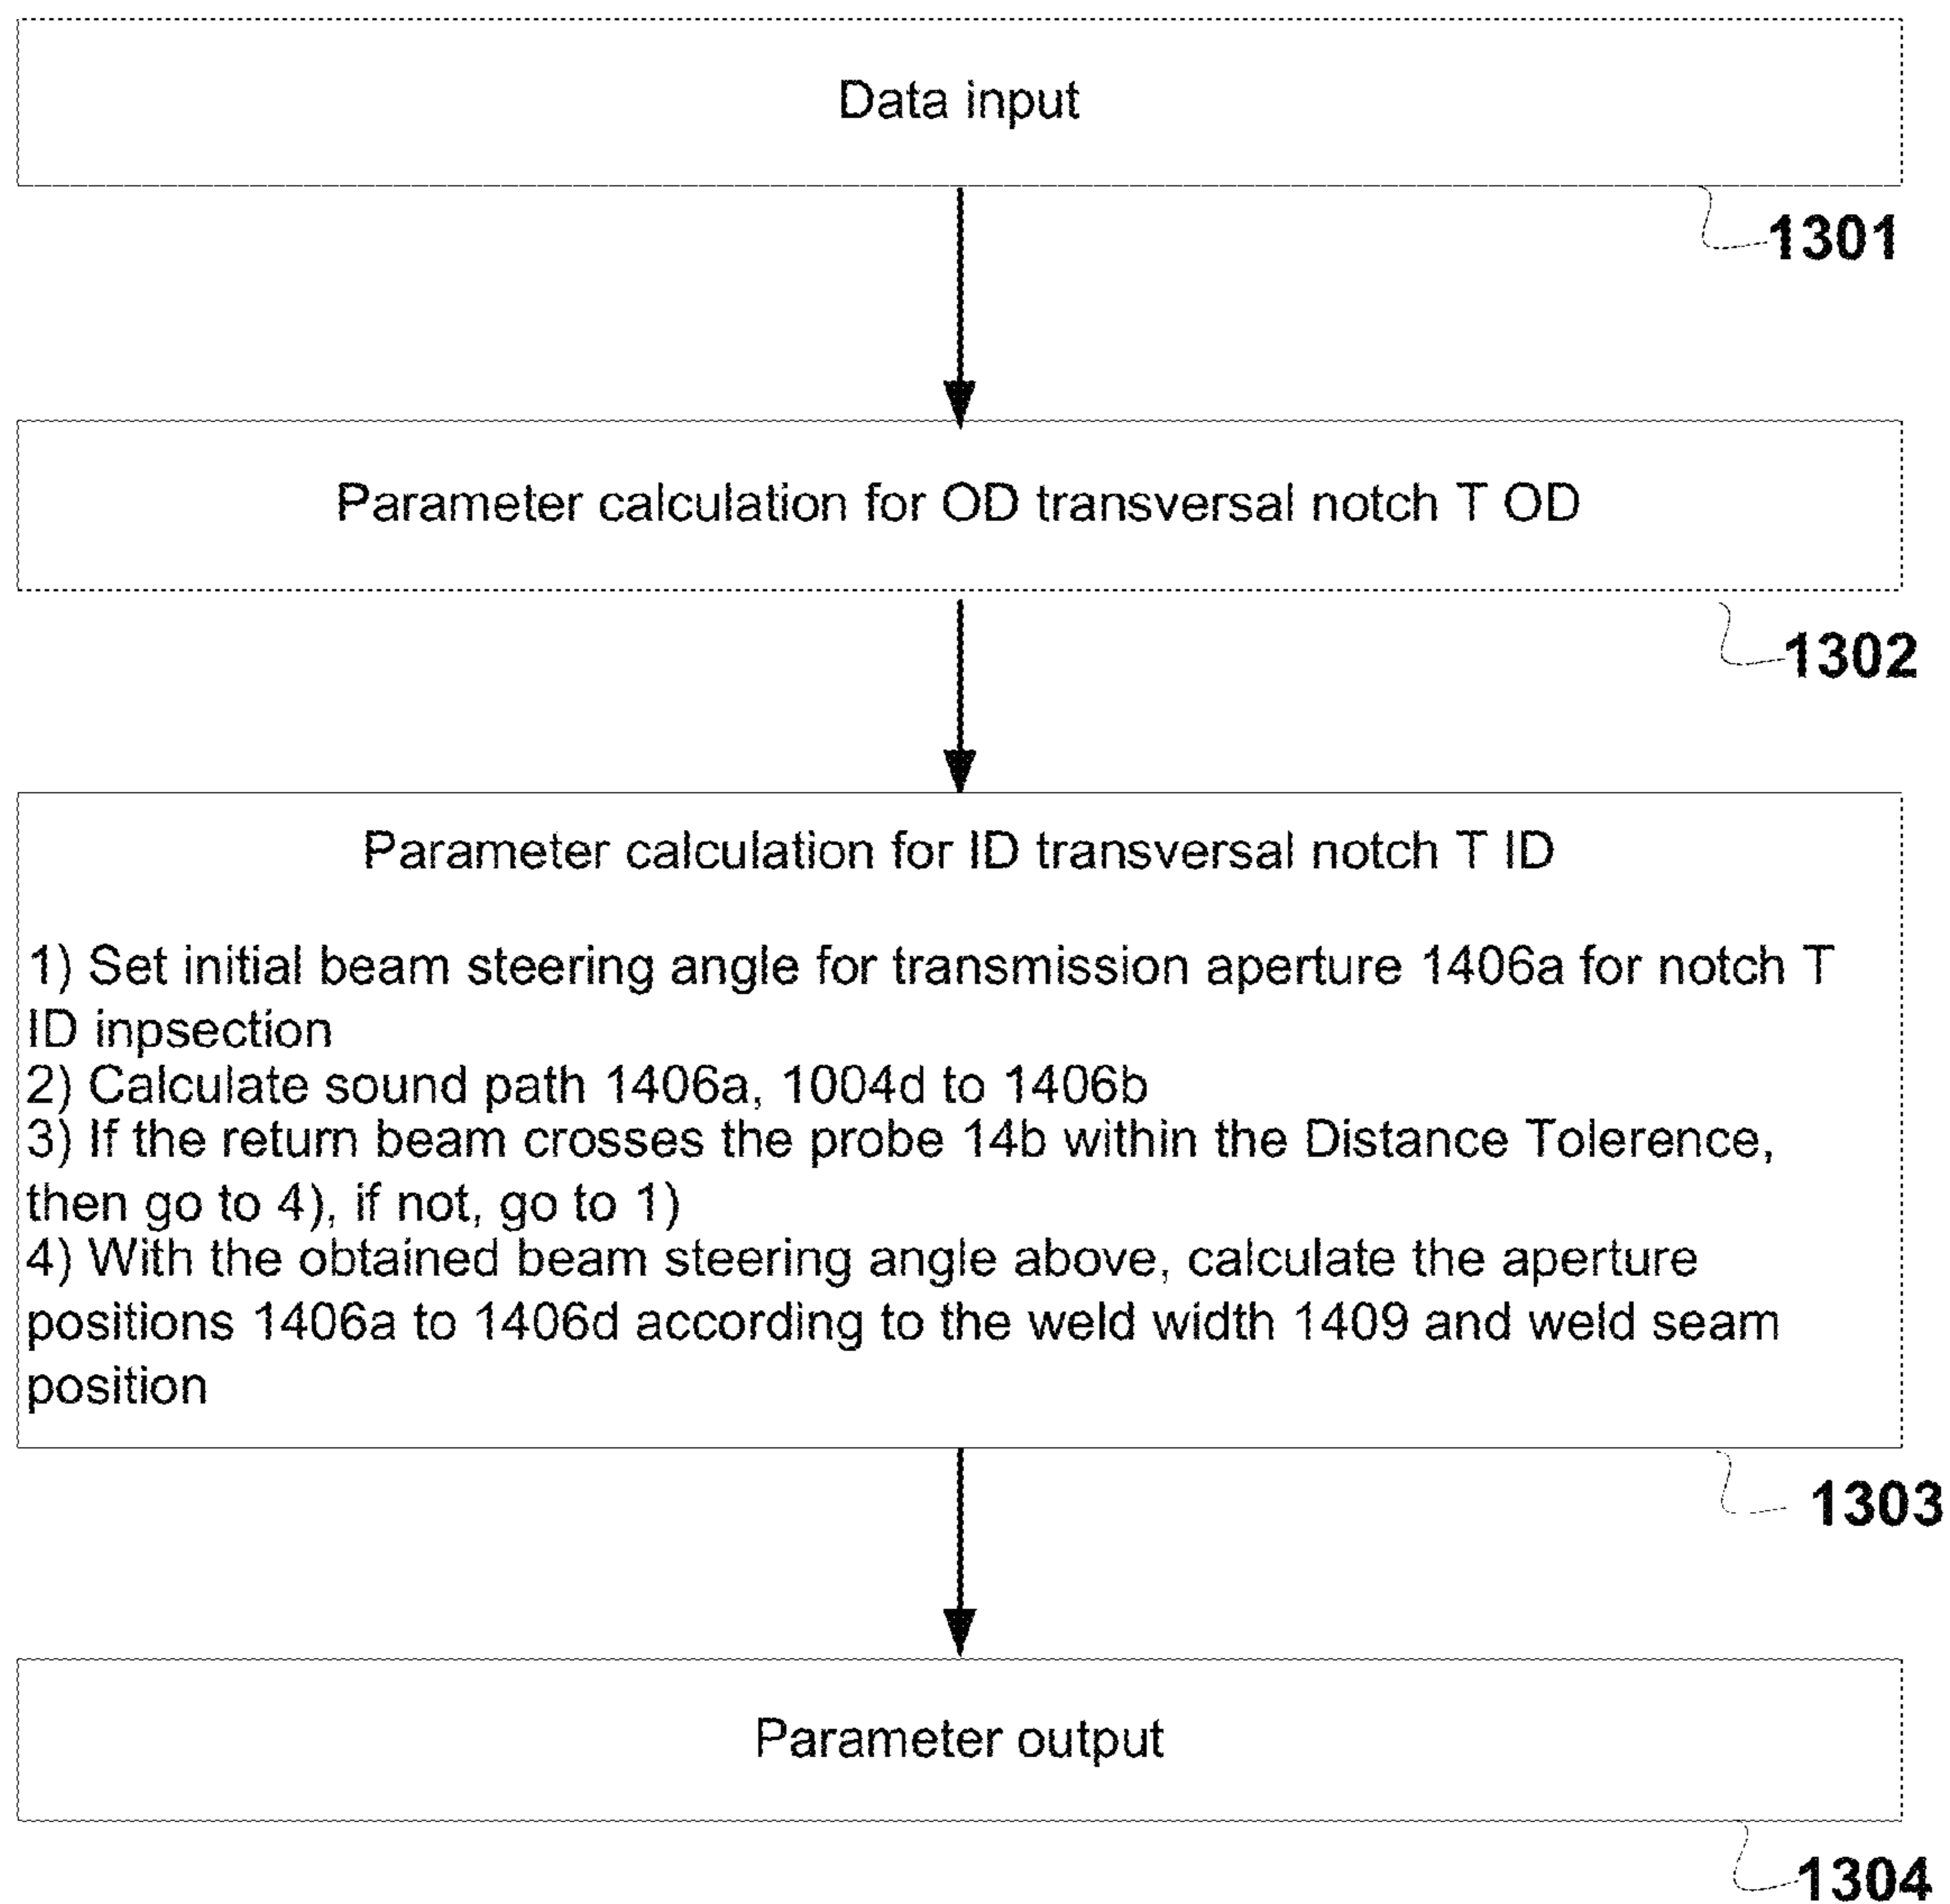 Data input
1301
Parameter calculation for OD transversal notch T OD
1302
Parameter calculation for ID transversal notch T ID
1) Set initial beam steering angle for transmission aperture 1406a for notch T
ID inpsection
2) Calculate sound path 1406a, 1004d to 1406b
3) If the return beam crosses the probe 14b within the Distance Tolerence,
then go to 4), if not, go to 1)
4) With the obtained beam steering angle above, calculate the aperture
positions 1406a to 1406d according to the weld width 1409 and weld seam
position
1303
Parameter output
1304